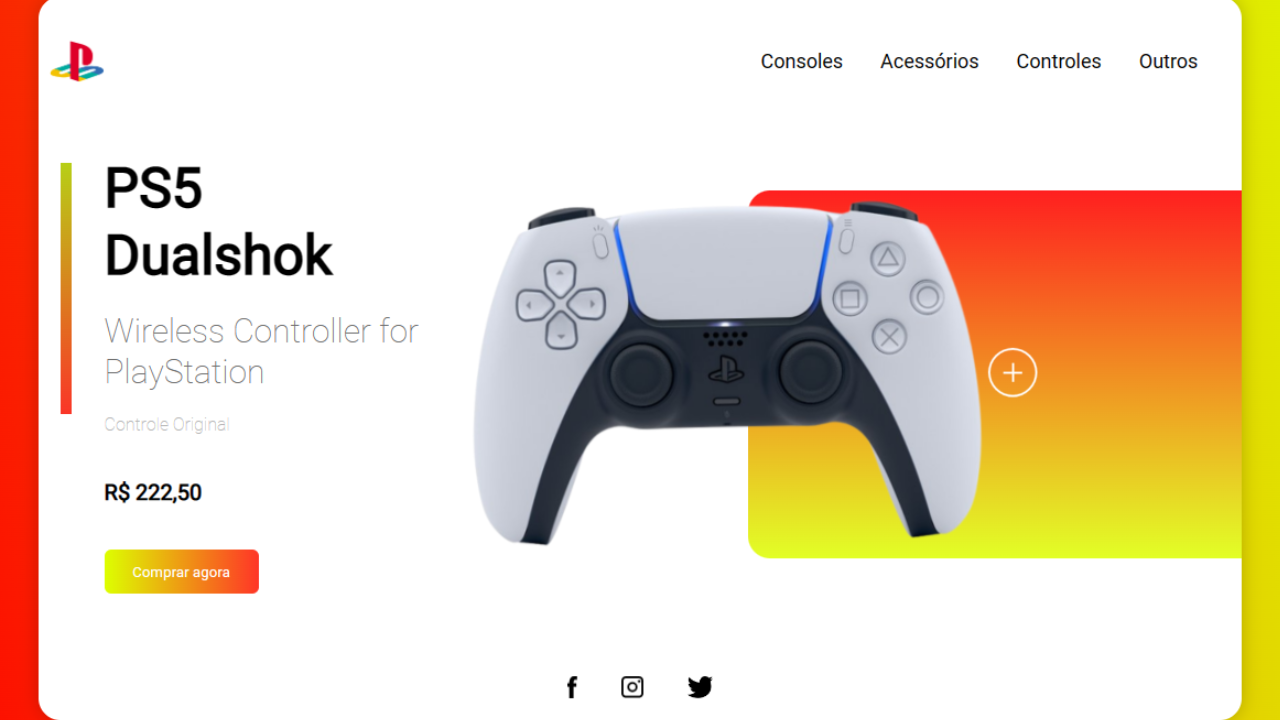 Consoles Acessórios Controles Outros
PS5
Dualshok
Wireless Controller for
PlayStation
Controle Original
R$ 222,50
Comprar agora